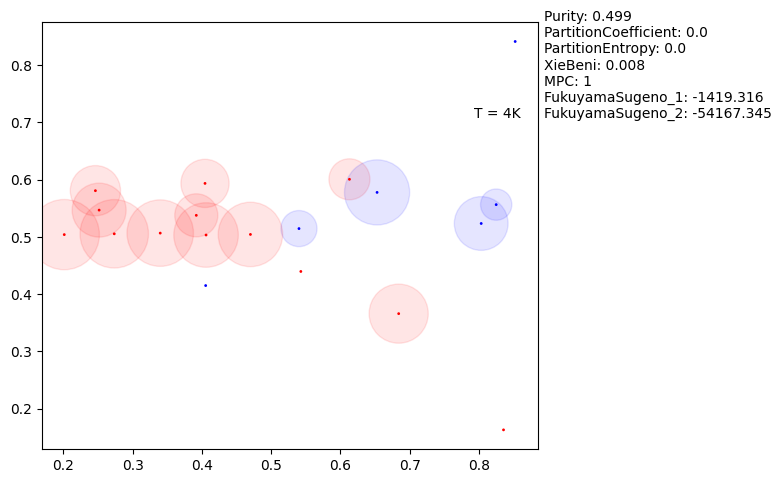 Purity: 0.499
PartitionCoefficient: 0.0
PartitionEntropy: 0.0
XieBeni: 0.008
MPC: 1
FukuyamaSugeno_1: -1419.316
FukuyamaSugeno_2: -54167.345
T = 4K
0.8
0.7
0.6
0.5
0.4
0.3
0.2
0.2 0.3 0.4 0.5 0.6 0.7 0.8